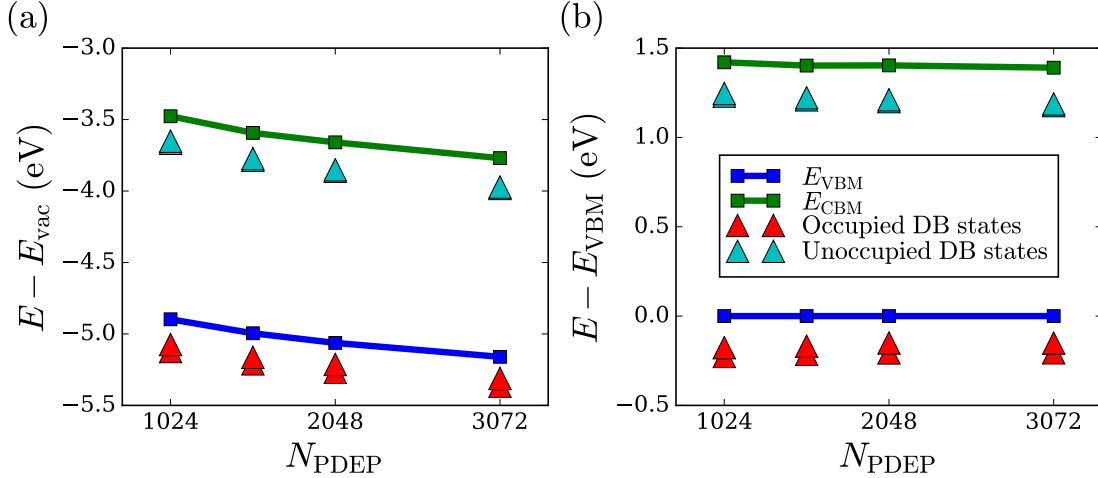 (a)
−3.0
−3.5
−4.0
−4.5
−5.0
−5.5
E − E_vac (eV)
1024 2048 3072
N_PDEP
(b)
1.5
1.0
0.5
0.0
−0.5
E − E_VBM (eV)
E_VBM
E_CBM
Occupied DB states
Unoccupied DB states
1024 2048 3072
N_PDEP